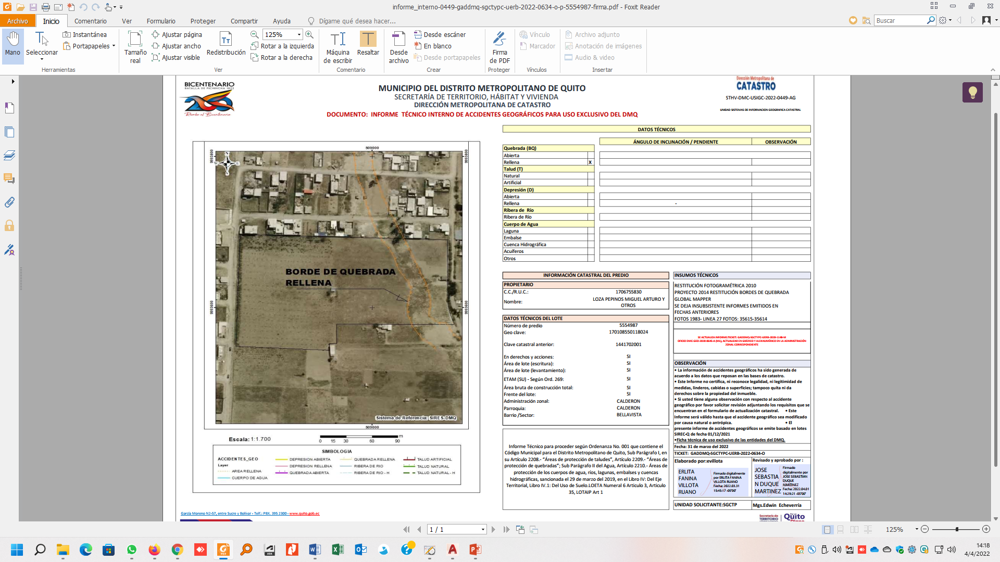 informe_interno-0449-gaddmq-sgctypc-uerb-2022-0634-o-p-5554987-firma.pdf - Foxit Reader
Archivo
Inicio
Comentario
Ver
Formulario
Proteger
Compartir
Ayuda
Dígame qué desea hacer...
Buscar
Mano
Seleccionar
Instantánea
Portapapeles
Herramientas
Tamaño real
Ajustar página
Ajustar ancho
Ajustar visible
Redistribución
125%
Rotar a la izquierda
Rotar a la derecha
Ver
Máquina de escribir
Resaltar
Comentario
Desde archivo
Desde escáner
En blanco
Desde portapapeles
Crear
Firma de PDF
Proteger
Vínculo
Marcador
Vínculos
Archivo adjunto
Anotación de imágenes
Audio & video
Insertar
BICENTENARIO
BATALLA DE PICHINCHA 1822
200
Rumbo al Bicentenario
MUNICIPIO DEL DISTRITO METROPOLITANO DE QUITO
SECRETARÍA DE TERRITORIO, HÁBITAT Y VIVIENDA
DIRECCIÓN METROPOLITANA DE CATASTRO
DOCUMENTO: INFORME TÉCNICO INTERNO DE ACCIDENTES GEOGRÁFICOS PARA USO EXCLUSIVO DEL DMQ
Dirección Metropolitana de
CATASTRO
STHV-DMC-USIGC-2022-0449-AG
UNIDAD SISTEMAS DE INFORMACION GEOGRAFICA CATASTRAL
509000
9993800
9993800
N
W E
S
BORDE DE QUEBRADA
RELLENA
9993600
9993600
Sistema de Referencia: SIRES-DMQ
509000
Escala: 1:1.700
0 15 30 60 90 m
SIMBOLOGIA
ACCIDENTES_GEO
Layer
AREA RELLENA
CUERPO DE AGUA
DEPRESION ABIERTA
DEPRESION RELLENA
QUEBRADA ABIERTA
QUEBRADA RELLENA
RIBERA DE RIO
RIBERA DE RIO - H
TALUD ARTIFICIAL
TALUD NATURAL
TALUD NATURAL - H
García Moreno N2-57, entre Sucre y Bolívar - Telf.: PBX. 395 2300 - www.quito.gob.ec
DATOS TÉCNICOS
ÁNGULO DE INCLINACIÓN / PENDIENTE
OBSERVACIÓN
Quebrada (BQ)
Abierta
Rellena X
Talud (T)
Natural
Artificial
Depresión (D)
Abierta
Rellena -
Ribera de Río
Ribera de Río
Cuerpo de Agua
Laguna
Embalse
Cuenca Hidrográfica
Acuíferos
Otros
INFORMACIÓN CATASTRAL DEL PREDIO
PROPIETARIO
C.C./R.U.C.: 1706755830
Nombre: LOZA PEPINOS MIGUEL ARTURO Y
OTROS
DATOS TÉCNICOS DEL LOTE
Número de predio 5554987
Geo clave: 170108550118024
Clave catastral anterior: 1441702001
En derechos y acciones: SI
Área de lote (escritura): SI
Área de lote (levantamiento): SI
ETAM (SU) - Según Ord. 269: SI
Área bruta de construcción total: SI
Frente del lote: SI
Administración zonal: CALDERON
Parroquia: CALDERON
Barrio /Sector: BELLAVISTA
Informe Técnico para proceder según Ordenanza No. 001 que contiene el
Código Municipal para el Distrito Metropolitano de Quito, Sub Parágrafo I, en
su Artículo 2208.- “Áreas de protección de taludes”, Artículo 2209.- “Áreas de
protección de quebradas”; Sub Parágrafo II del Agua, Artículo 2210.- Áreas de
protección de los cuerpos de agua, ríos, lagunas, embalses y cuencas
hidrográficas, sancionada el 29 de marzo del 2019, en el Libro IV: Del Eje
Territorial, Libro IV.1: Del Uso de Suelo.LOETA Numeral 6 Articulo 3, Articulo
35, LOTAIP Art 1
INSUMOS TÉCNICOS
RESTITUCIÓN FOTOGRAMÉTRICA 2010
PROYECTO 2014 RESTITUCIÓN BORDES DE QUEBRADA
GLOBAL MAPPER
SE DEJA INSUBSISTENTE INFORMES EMITIDOS EN
FECHAS ANTERIORES
FOTOS 1983- LINEA 27 FOTOS: 35615-35614
SE ACTUALIZA INFORME:TICKET: GADDMQ-SGCTYPC-UERB-2020-1148-M
OFICIO DMC-GEO-2020-0645-A (ML), ACTUALIZAR EN GRÁFICO Y ALFANUMÉRICO EN LA ADMINISTRACIÓN
ZONAL CORRESPONDIENTE
OBSERVACIÓN
• La información de accidentes geográficos ha sido generada de
acuerdo a los datos que reposan en las bases de catastro.
• Este Informe no certifica, ni reconoce legalidad, ni legitimidad de
medidas, linderos, cabidas o superficies; tampoco quita ni da
derechos sobre la propiedad del inmueble.
• Si usted tiene alguna observación con respecto al accidente
geográfico por favor solicitar revisión adjuntando los requisitos que se
encuentran en el formulario de actualización catastral. • Este
Informe será válido hasta que el accidente geográfico sea modificado
por causa natural o antrópica. • El
presente informe de accidentes geográficos se emite basado en lotes
SIREC-Q de fecha 01/12/2021
•Ficha técnica de uso exclusivo de las entidades del DMQ.
Fecha: 31 de marzo del 2022
TICKET: GADDMQ-SGCTYPC-UERB-2022-0634-O
Elaborado por:evillota
ERLITA
FANINA
VILLOTA
RUANO
Firmado digitalmente
por ERLITA FANINA
VILLOTA RUANO
Fecha: 2022.03.31
15:45:17 -05'00'
Revisado y aprobado por :
JOSE
SEBASTIA
N DUQUE
MARTINEZ
Firmado
digitalmente por
JOSE SEBASTIAN
DUQUE
MARTINEZ
Fecha: 2022.04.01
14:29:21 -05'00'
UNIDAD SOLICITANTE:SGCTP
Mgs.Edwin Echeverría
Secretaría de
TERRITORIO
Quito
1 / 1
125%
14:18
4/4/2022